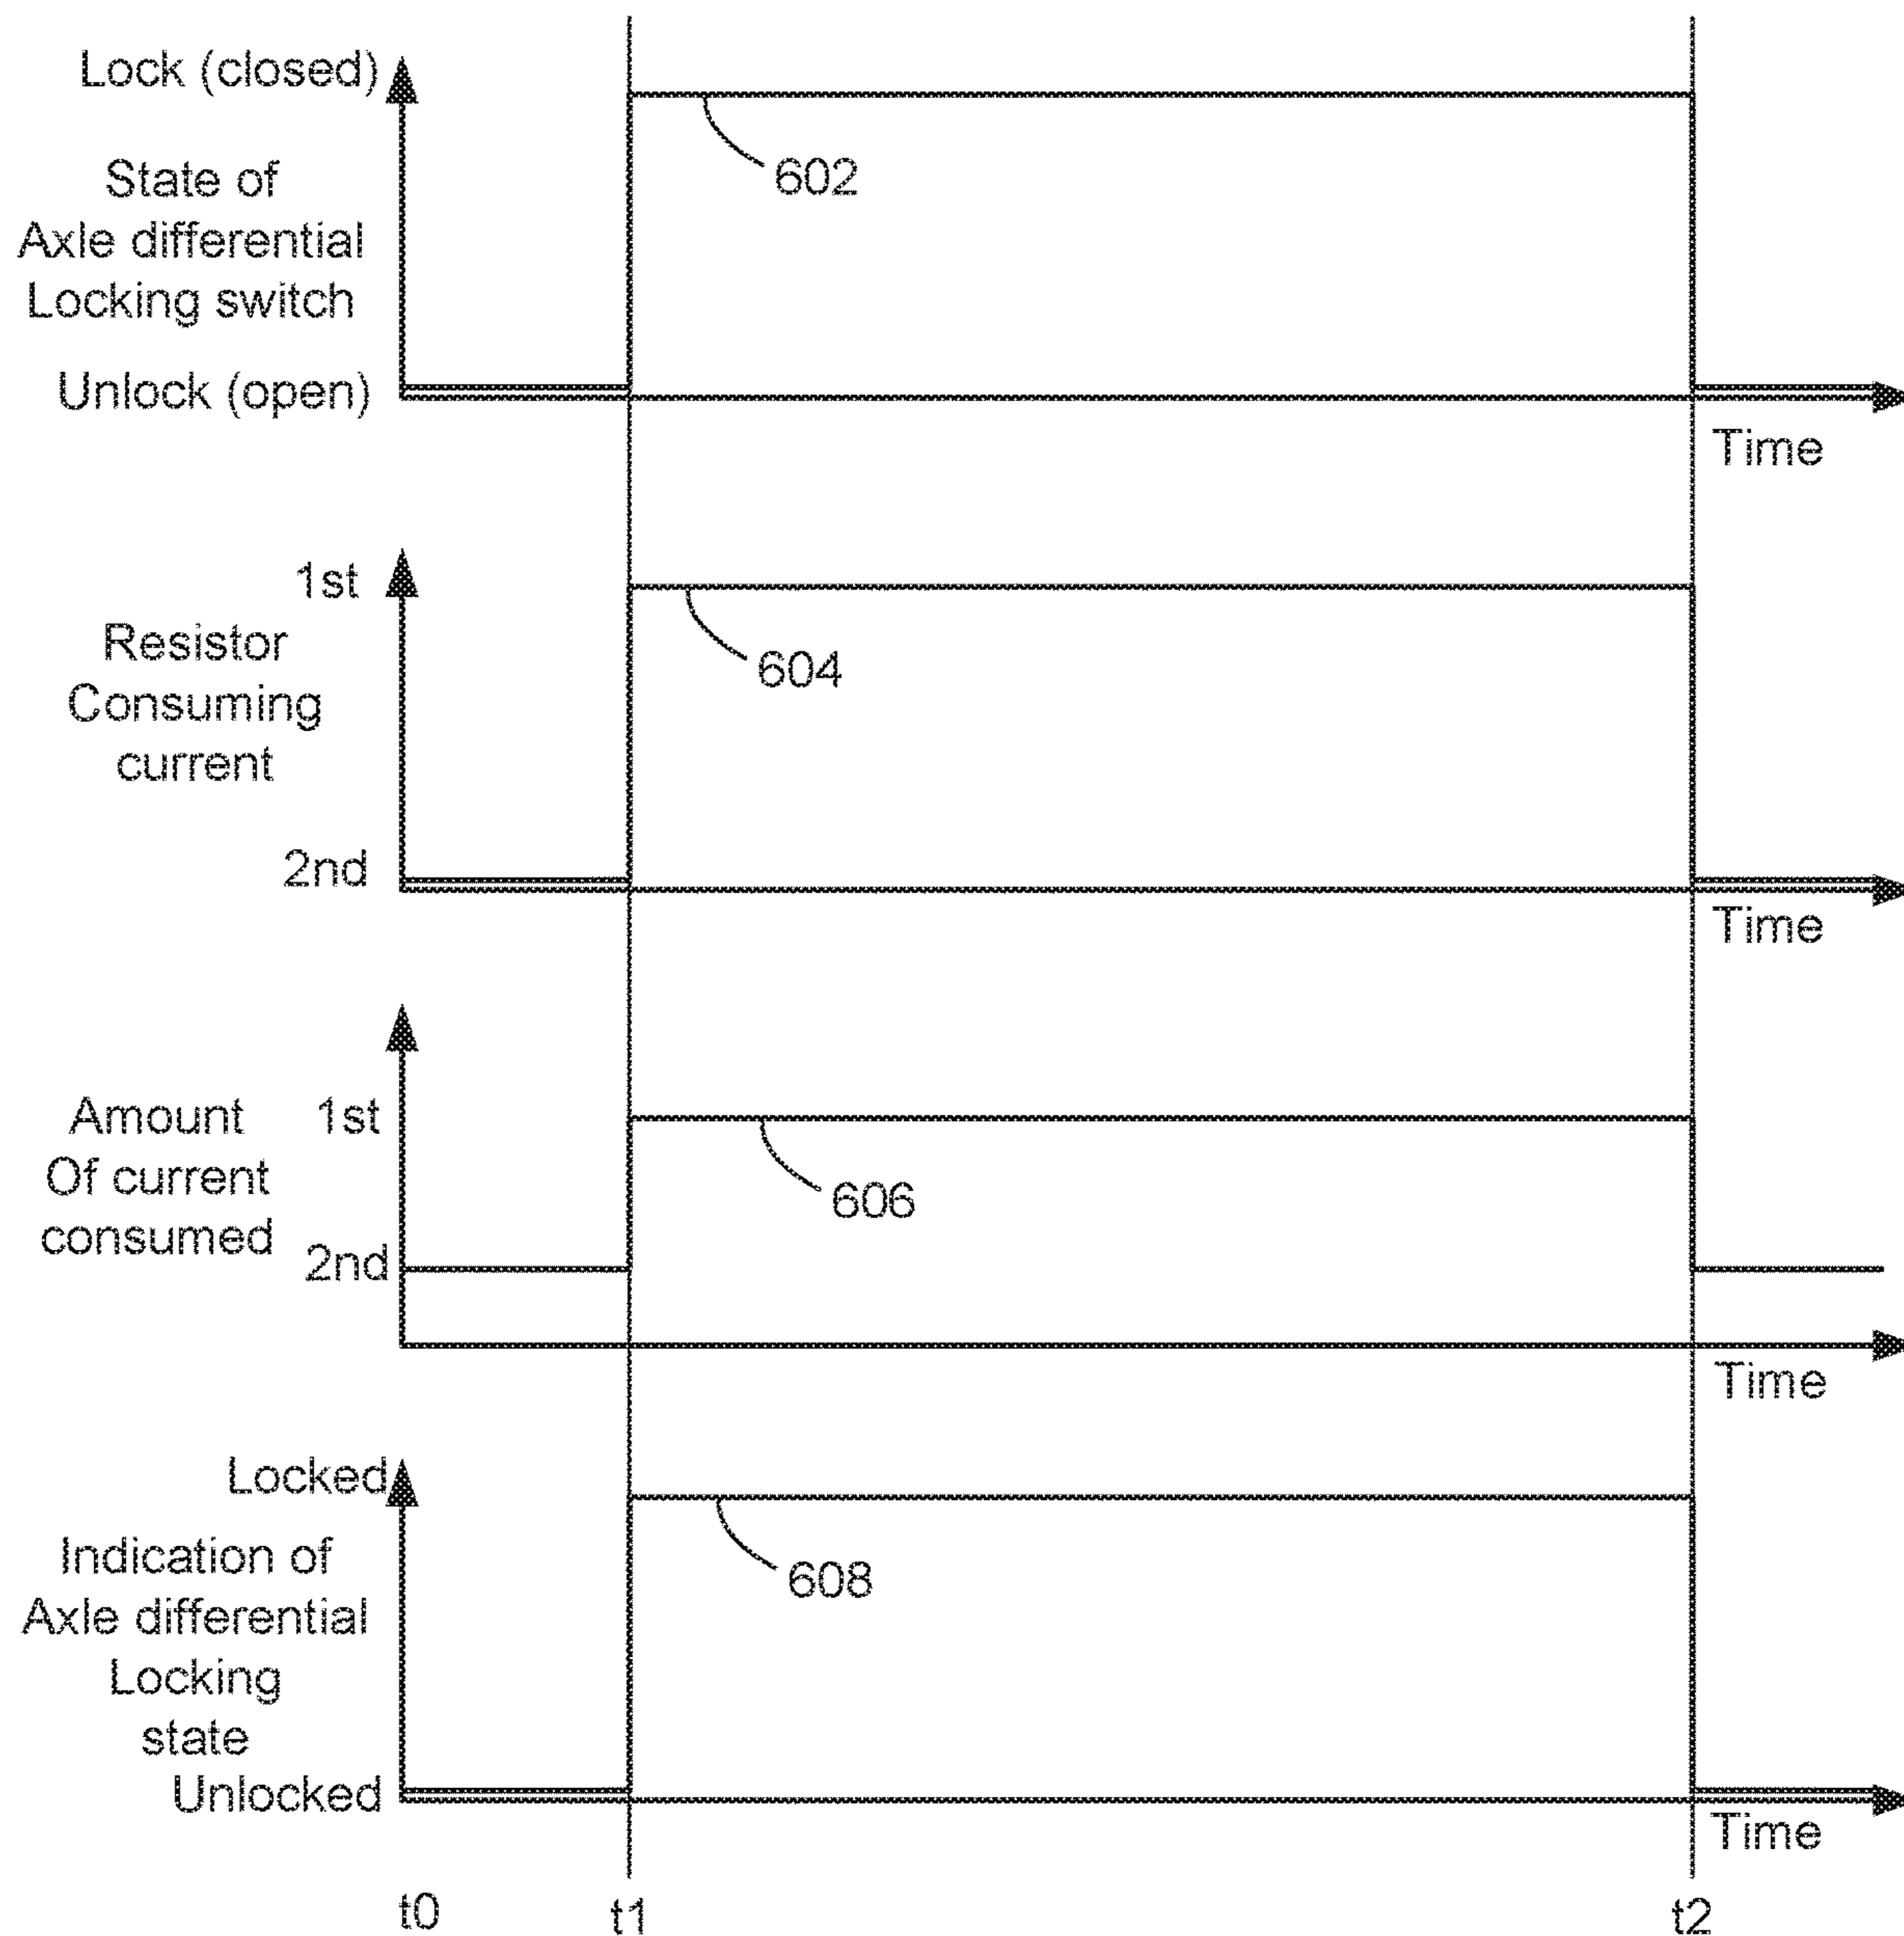 Lock (closed)
602
State of
Axle differential
Locking switch
Unlock (open)
Time
1st
604
Resistor
Consuming
current
2nd
Time
1st
Amount
Of current
consumed
606
2nd
Time
Locked
608
Indication of
Axle differential
Locking
state
Unlocked
Time
t0
t1
t2